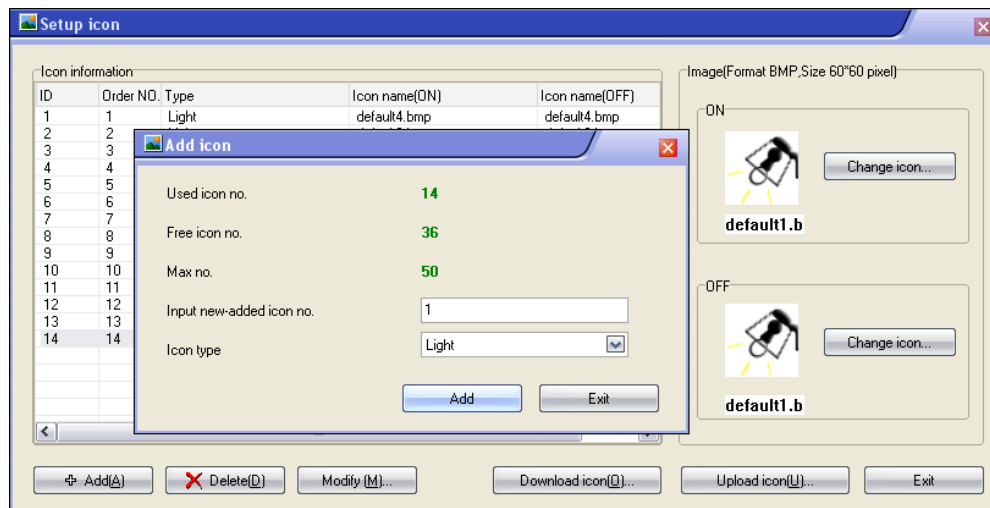 Setup icon
Icon information
ID Order NO. Type Icon name(ON) Icon name(OFF)
1 1 Light default4.bmp default4.bmp
2 2
3 3
4 4
5 5
6 6
7 7
8 8
9 9
10 10
11 11
12 12
13 13
14 14
Add icon
Used icon no. 14
Free icon no. 36
Max no. 50
Input new-added icon no. 1
Icon type Light
Add Exit
Image(Format BMP,Size 60*60 pixel)
ON
Change icon...
default1.b
OFF
Change icon...
default1.b
Add(A) Delete(D) Modify (M)... Download icon(O)... Upload icon(U)... Exit